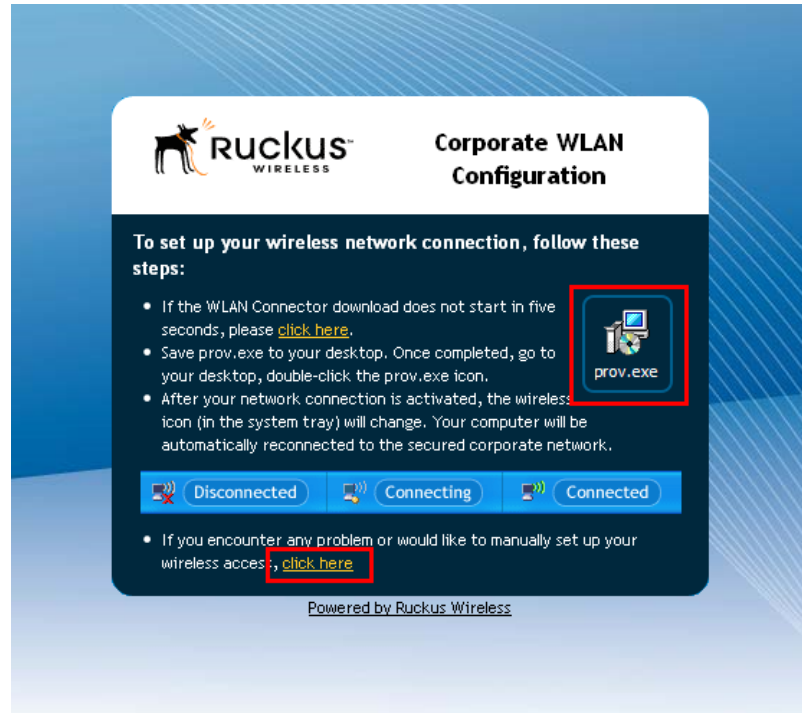 Ruckus™
WIRELESS
Corporate WLAN
Configuration
To set up your wireless network connection, follow these
steps:
• If the WLAN Connector download does not start in five
seconds, please click here.
• Save prov.exe to your desktop. Once completed, go to
your desktop, double-click the prov.exe icon.
prov.exe
• After your network connection is activated, the wireless
icon (in the system tray) will change. Your computer will be
automatically reconnected to the secured corporate network.
Disconnected Connecting Connected
• If you encounter any problem or would like to manually set up your
wireless access, click here
Powered by Ruckus Wireless